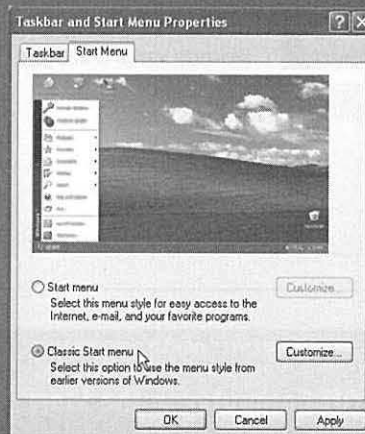 Taskbar and Start Menu Properties
Taskbar
Start Menu
Start menu
Customize...
Select this menu style for easy access to the
Internet, e-mail, and your favorite programs.
Classic Start menu
Customize...
Select this option to use the menu style from
earlier versions of Windows.
OK
Cancel
Apply